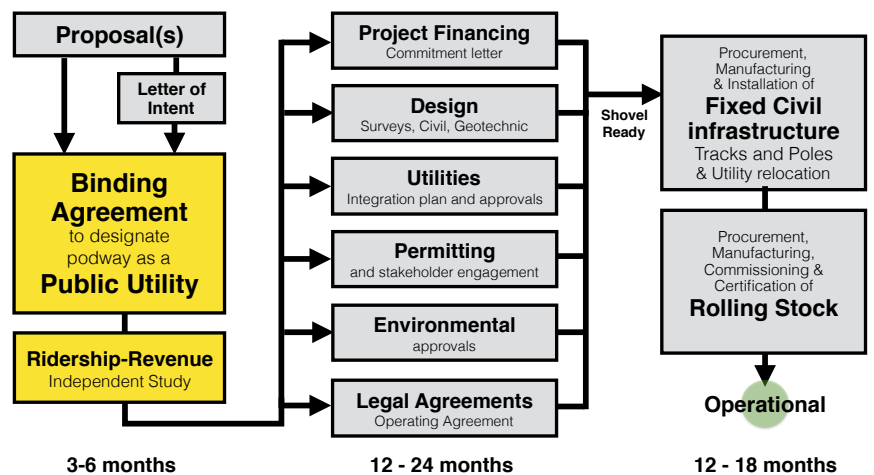 Proposal(s)
Letter of
Intent
Binding
Agreement
to designate
podway as a
Public Utility
Ridership-Revenue
Independent Study
3-6 months
Project Financing
Commitment letter
Design
Surveys, Civil, Geotechnic
Utilities
Integration plan and approvals
Permitting
and stakeholder engagement
Environmental
approvals
Legal Agreements
Operating Agreement
12 - 24 months
Shovel
Ready
Procurement,
Manufacturing
& Installation of
Fixed Civil
infrastructure
Tracks and Poles
& Utility relocation
Procurement,
Manufacturing,
Commissioning &
Certification of
Rolling Stock
Operational
12 - 18 months